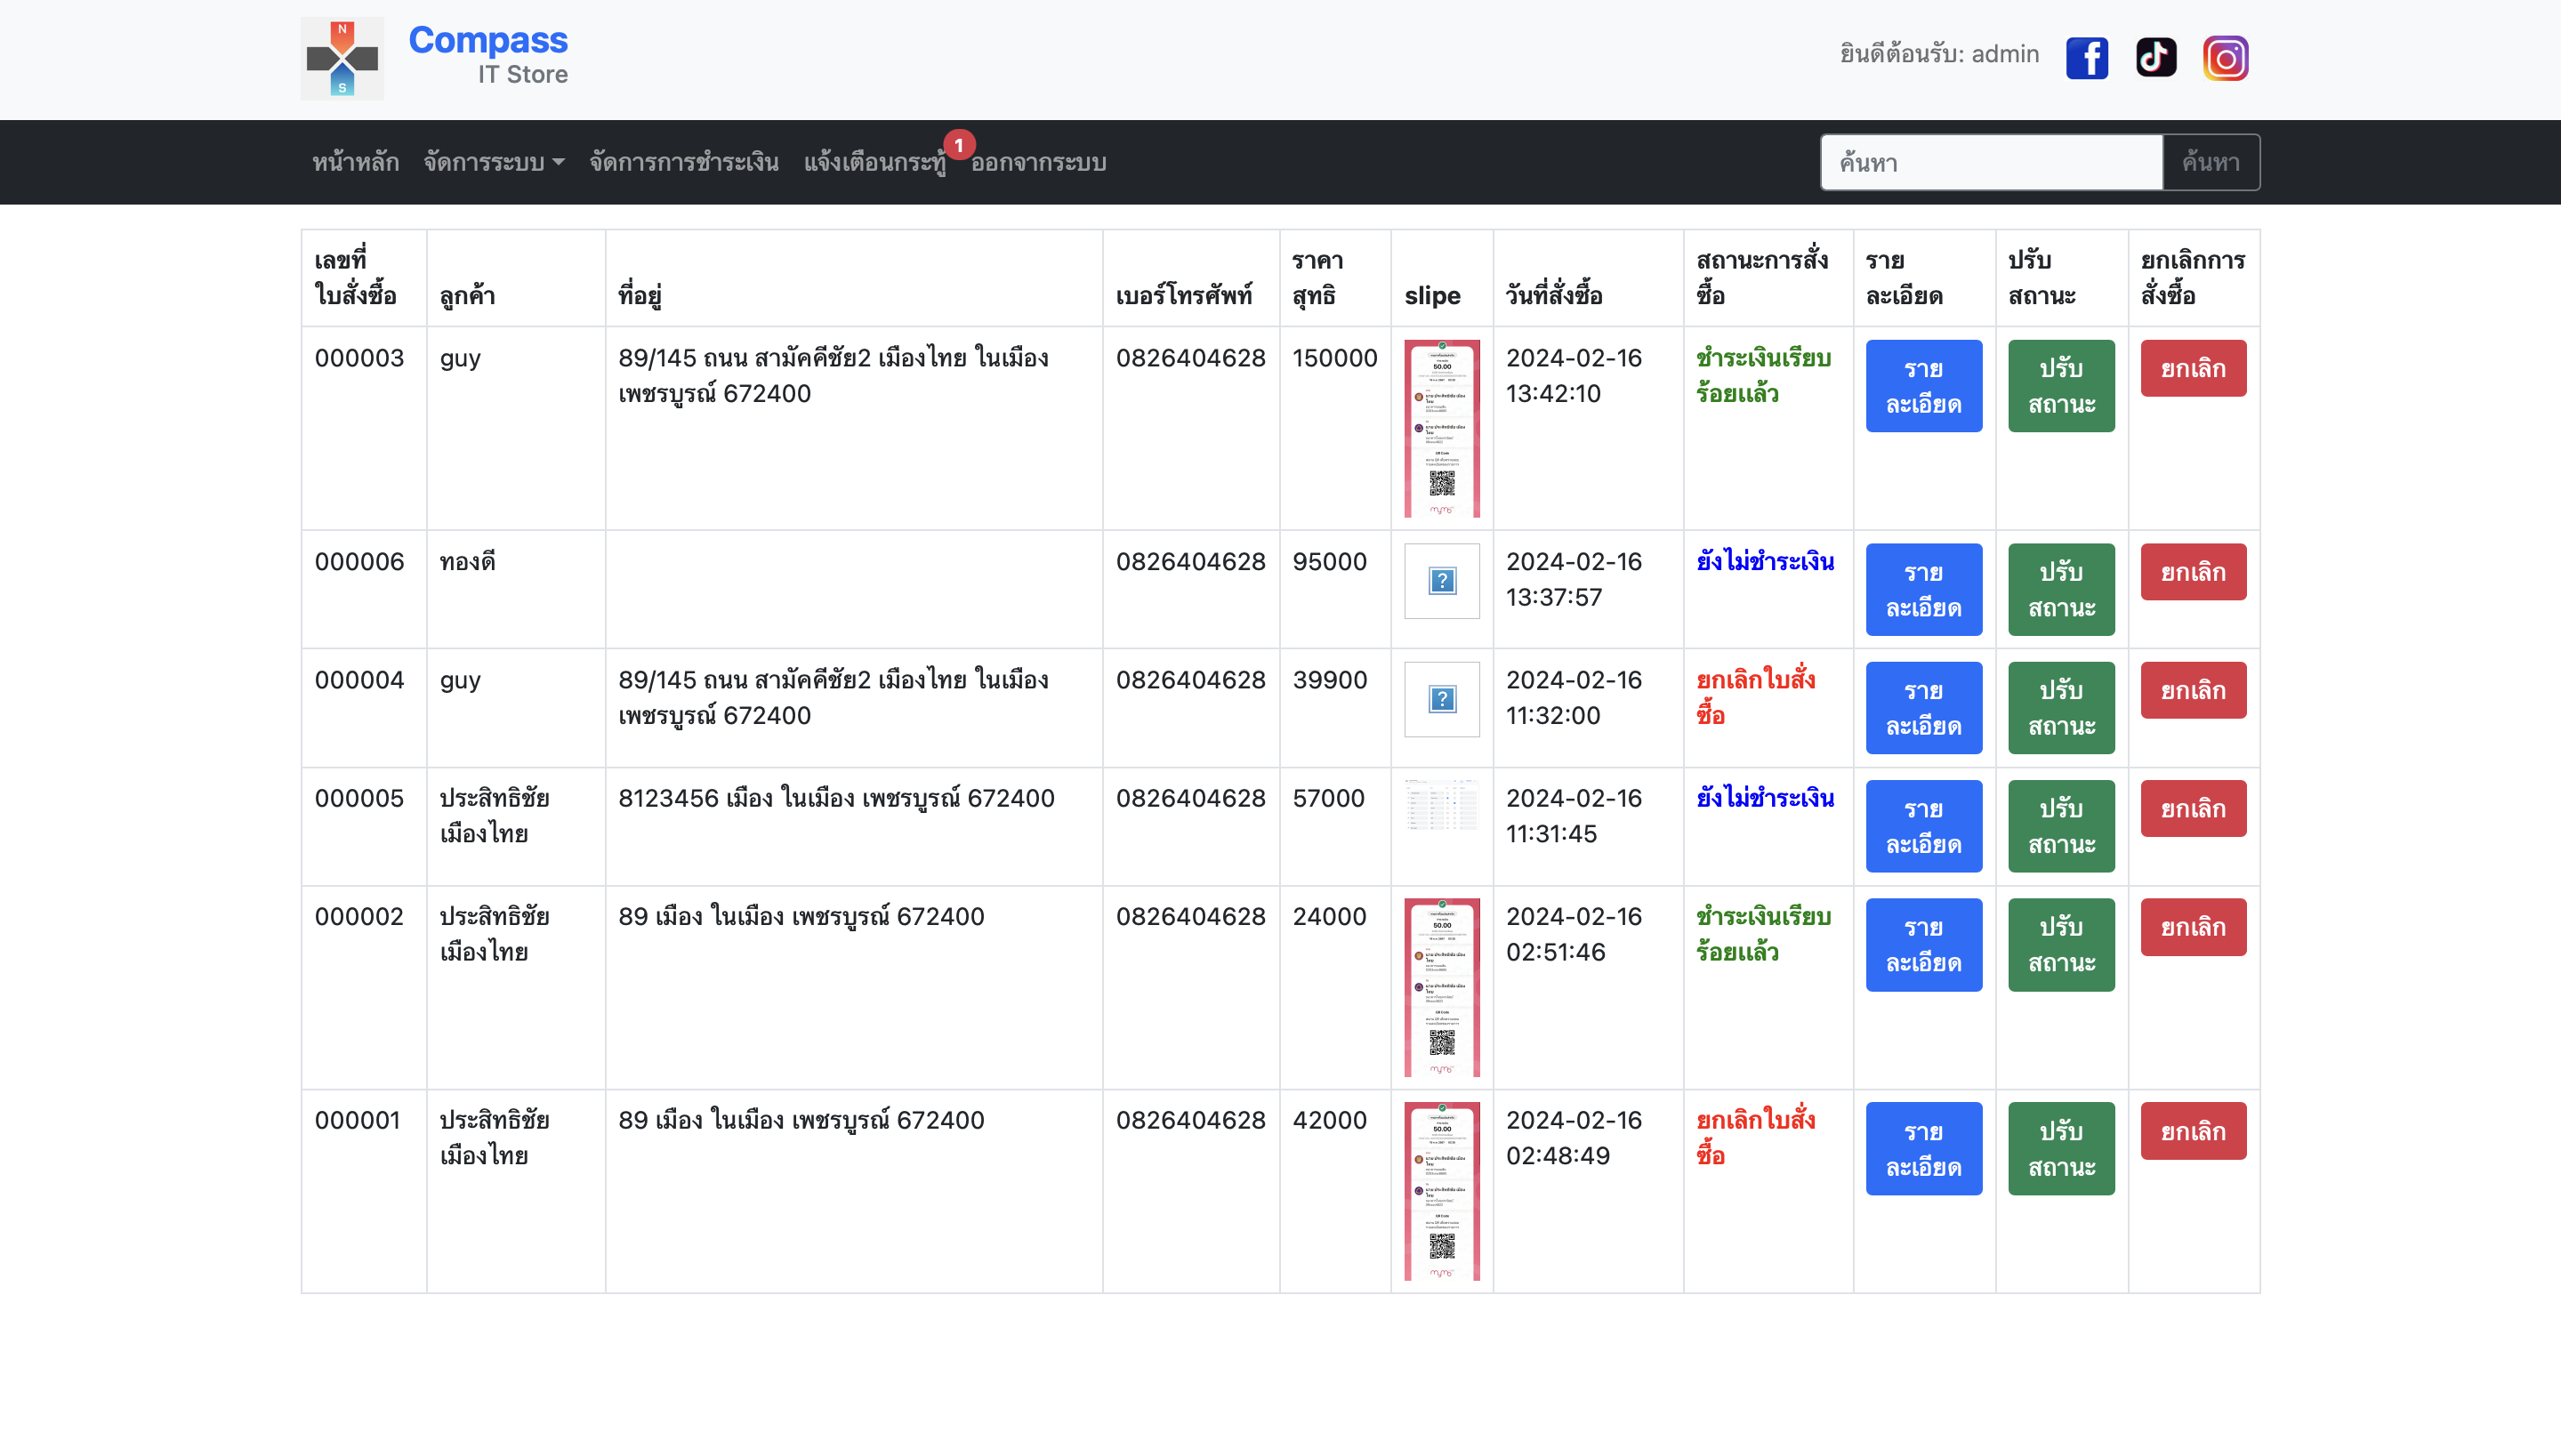 N
S
Compass
IT Store
ยินดีต้อนรับ: admin
หน้าหลัก จัดการระบบ จัดการการชำระเงิน แจ้งเตือนกระทู้ 1 ออกจากระบบ ค้นหา ค้นหา
เลขที่ใบสั่งซื้อ ลูกค้า ที่อยู่ เบอร์โทรศัพท์ ราคาสุทธิ slipe วันที่สั่งซื้อ สถานะการสั่งซื้อ รายละเอียด ปรับสถานะ ยกเลิกการสั่งซื้อ
000003 guy 89/145 ถนน สามัคคีชัย2 เมืองไทย ในเมือง 0826404628 150000 2024-02-16 ชำระเงินเรียบ ราย ปรับ ยกเลิก
เพชรบูรณ์ 672400 13:42:10 ร้อยแล้ว ละเอียด สถานะ
50.00
000006 ทองดี 0826404628 95000 2024-02-16 ยังไม่ชำระเงิน ราย ปรับ ยกเลิก
13:37:57 ละเอียด สถานะ
000004 guy 89/145 ถนน สามัคคีชัย2 เมืองไทย ในเมือง 0826404628 39900 2024-02-16 ยกเลิกใบสั่ง ราย ปรับ ยกเลิก
เพชรบูรณ์ 672400 11:32:00 ซื้อ ละเอียด สถานะ
000005 ประสิทธิชัย 8123456 เมือง ในเมือง เพชรบูรณ์ 672400 0826404628 57000 2024-02-16 ยังไม่ชำระเงิน ราย ปรับ ยกเลิก
เมืองไทย 11:31:45 ละเอียด สถานะ
000002 ประสิทธิชัย 89 เมือง ในเมือง เพชรบูรณ์ 672400 0826404628 24000 2024-02-16 ชำระเงินเรียบ ราย ปรับ ยกเลิก
เมืองไทย 02:51:46 ร้อยแล้ว ละเอียด สถานะ
50.00
000001 ประสิทธิชัย 89 เมือง ในเมือง เพชรบูรณ์ 672400 0826404628 42000 2024-02-16 ยกเลิกใบสั่ง ราย ปรับ ยกเลิก
เมืองไทย 02:48:49 ซื้อ ละเอียด สถานะ
50.00